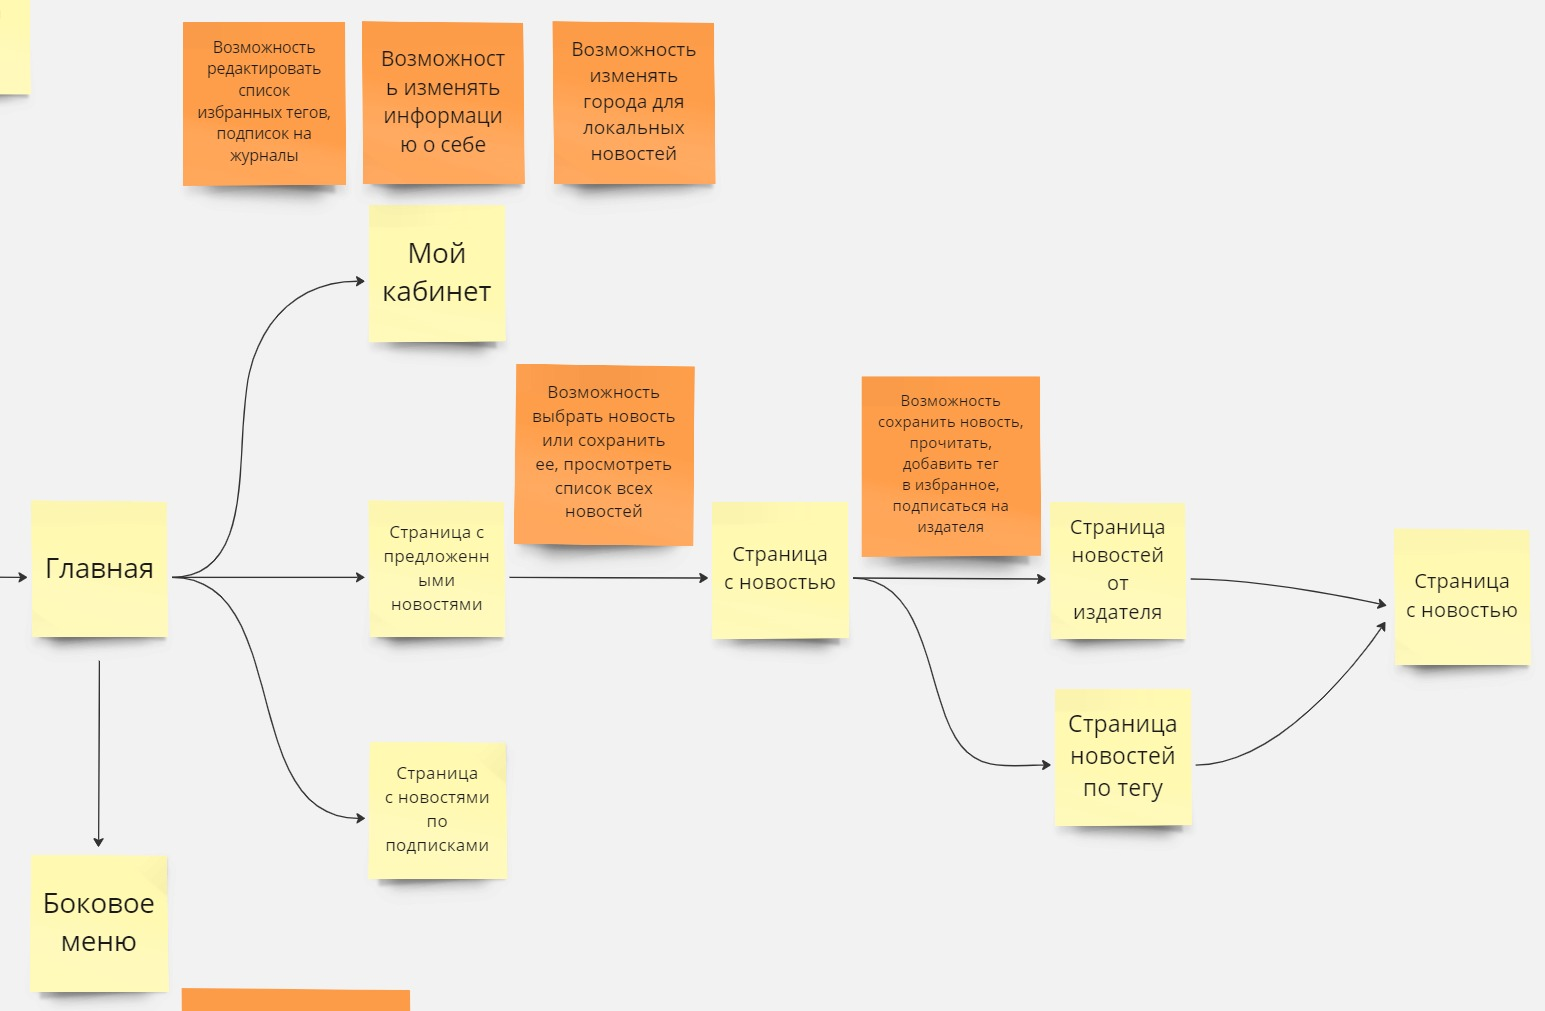 Возможность
редактировать
список
избранных тегов,
подписок на
журналы
Возможност
ь изменять
информаци
ю о себе
Возможность
изменять
города для
локальных
новостей
Мой
кабинет
Возможность
выбрать новость
или сохранить
ее, просмотреть
список всех
новостей
Возможность
сохранить новость,
прочитать,
добавить тег
в избранное,
подписаться на
издателя
Главная
Страница с
предложенн
ыми
новостями
Страница
с новостью
Страница
новостей
от
издателя
Страница
с новостью
Страница
новостей
по тегу
Страница
с новостями
по
подписками
Боковое
меню